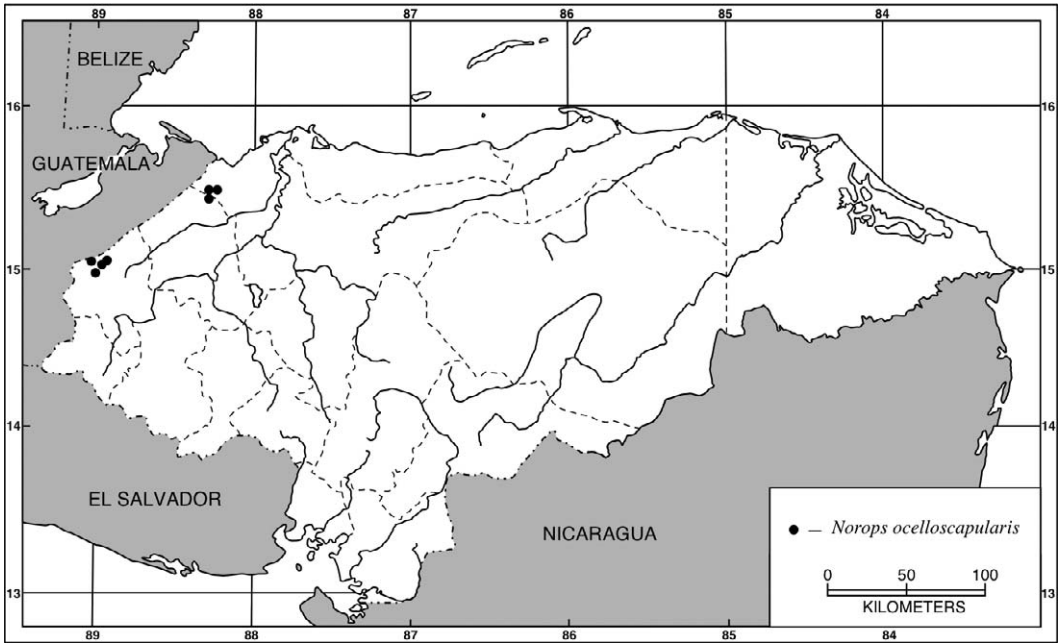 89 88 87 86 85 84
BELIZE
16 16
GUATEMALA
15 15
14 14
EL SALVADOR
NICARAGUA
● – Norops ocelloscapularis
0 50 100
KILOMETERS
13 13
89 88 87 86 85 84